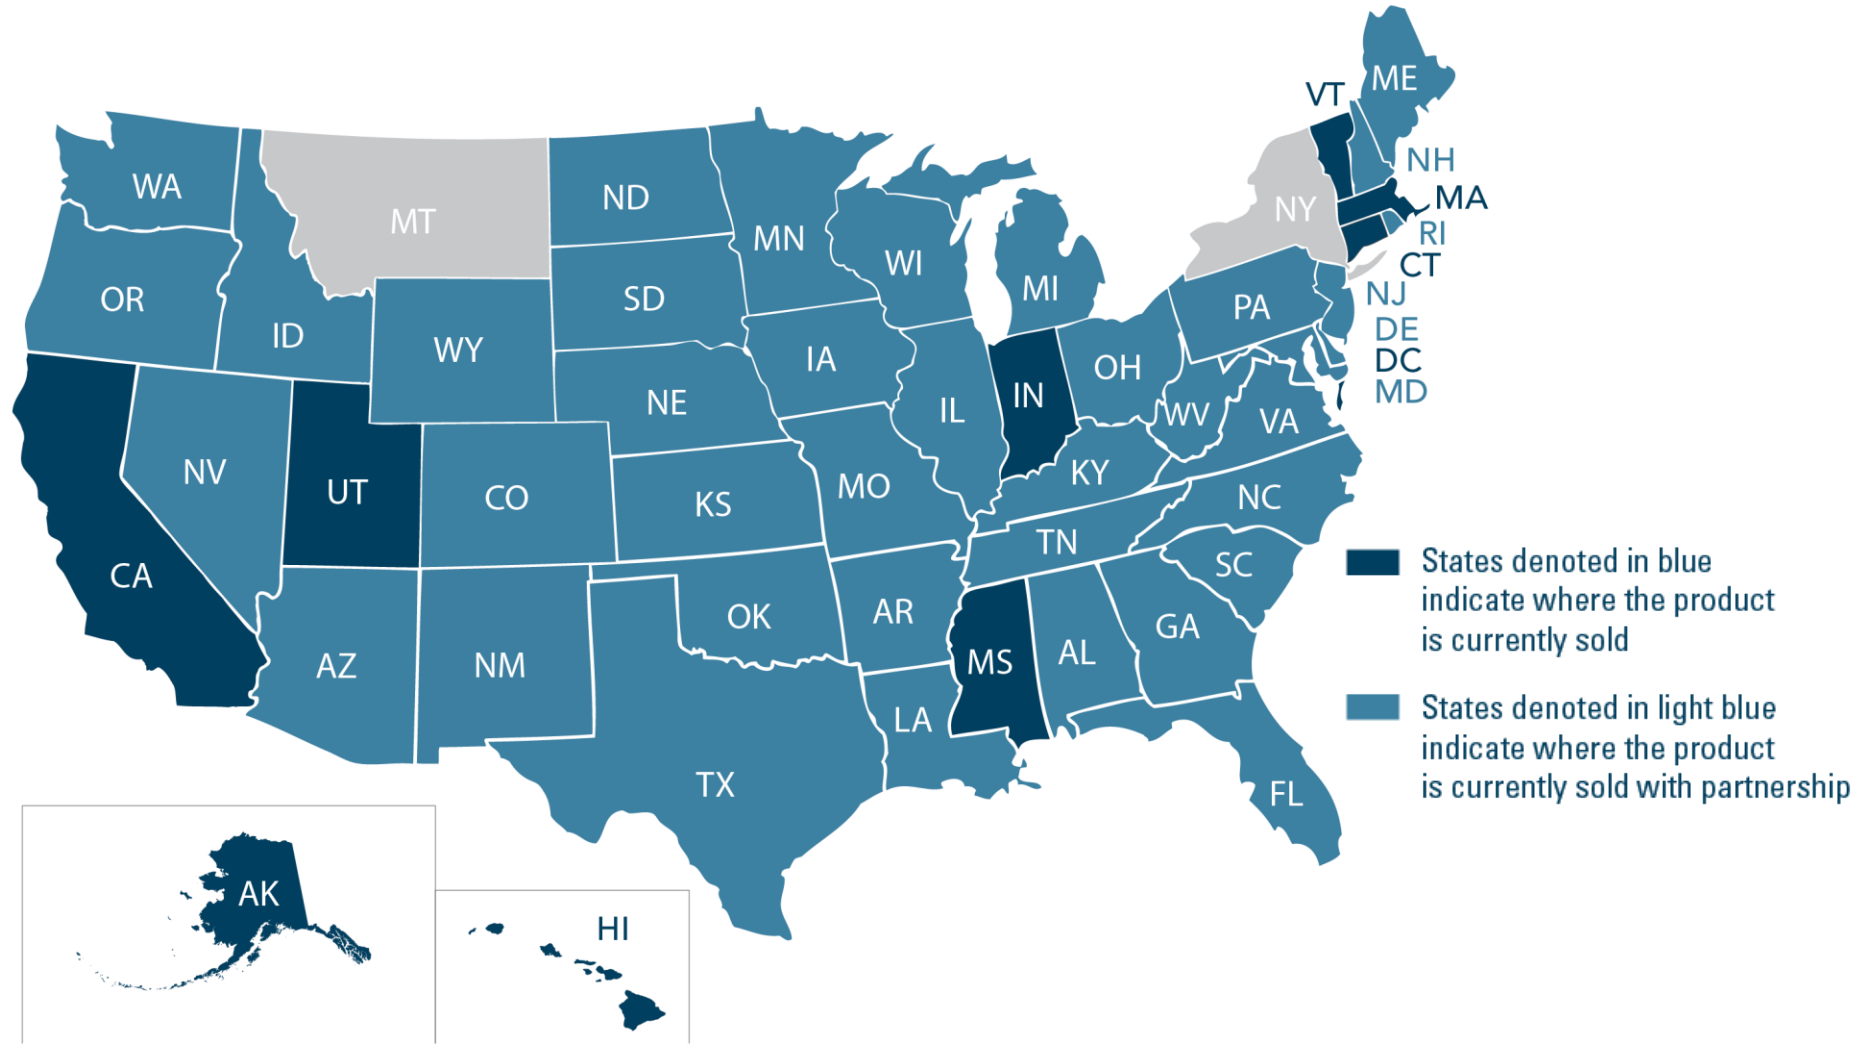 ME
VT
NH
WA
MT
ND
MA
NY
MN
RI
WI
CT
OR
SD
MI
NJ
PA
ID
DE
WY
IA
OH
DC
NE
IN
MD
IL
WV
VA
NV
UT
CO
KS
MO
KY
NC
TN
SC
CA
OK
AR
GA
AZ
NM
MS
AL
LA
TX
FL
AK
HI
States denoted in blue
indicate where the product
is currently sold
States denoted in light blue
indicate where the product
is currently sold with partnership